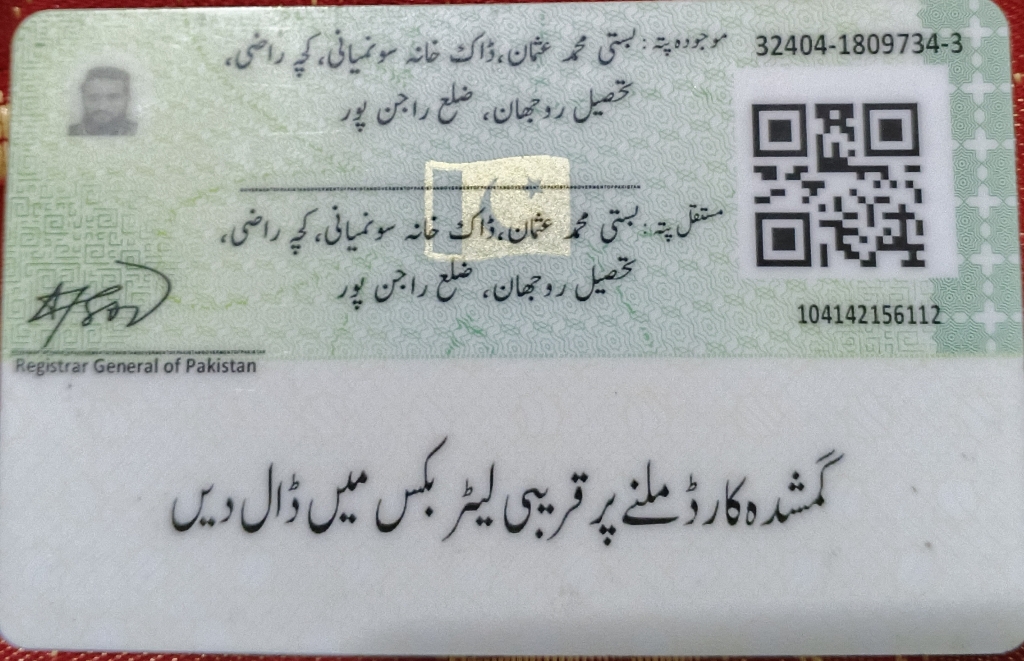 موجودہ پتہ: بستی محمد عثمان، ڈاک خانہ سونمیانی، کچہ راضی،
تحصیل روجھان، ضلع راجن پور
32404-1809734-3
مستقل پتہ: بستی محمد عثمان، ڈاک خانہ سونمیانی، کچہ راضی،
تحصیل روجھان، ضلع راجن پور
104142156112
Registrar General of Pakistan
گمشدہ کارڈ ملنے پر قریبی لیٹر بکس میں ڈال دیں